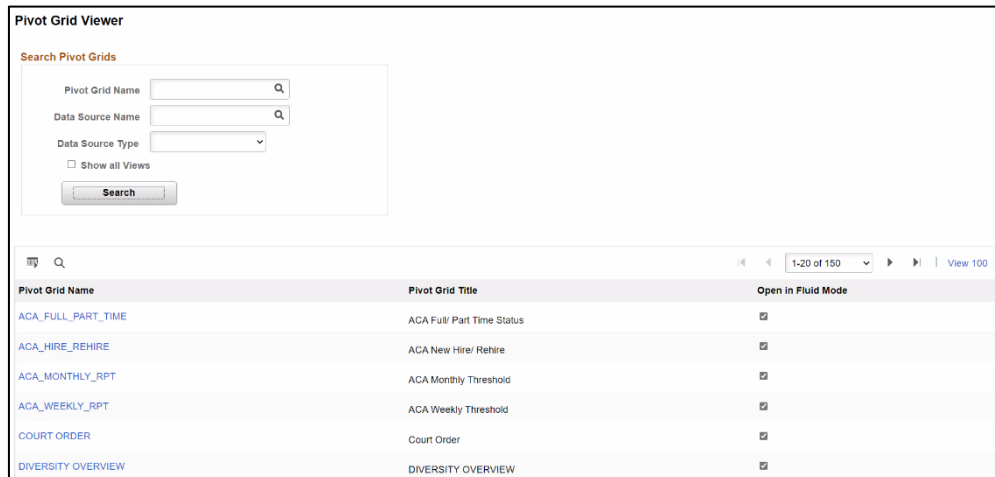 Pivot Grid Viewer
Search Pivot Grids
Pivot Grid Name
Data Source Name
Data Source Type
Show all Views
Search
1-20 of 150
View 100
Pivot Grid Name Pivot Grid Title Open in Fluid Mode
ACA_FULL_PART_TIME ACA Full/ Part Time Status
ACA_HIRE_REHIRE ACA New Hire/ Rehire
ACA_MONTHLY_RPT ACA Monthly Threshold
ACA_WEEKLY_RPT ACA Weekly Threshold
COURT ORDER Court Order
DIVERSITY OVERVIEW DIVERSITY OVERVIEW